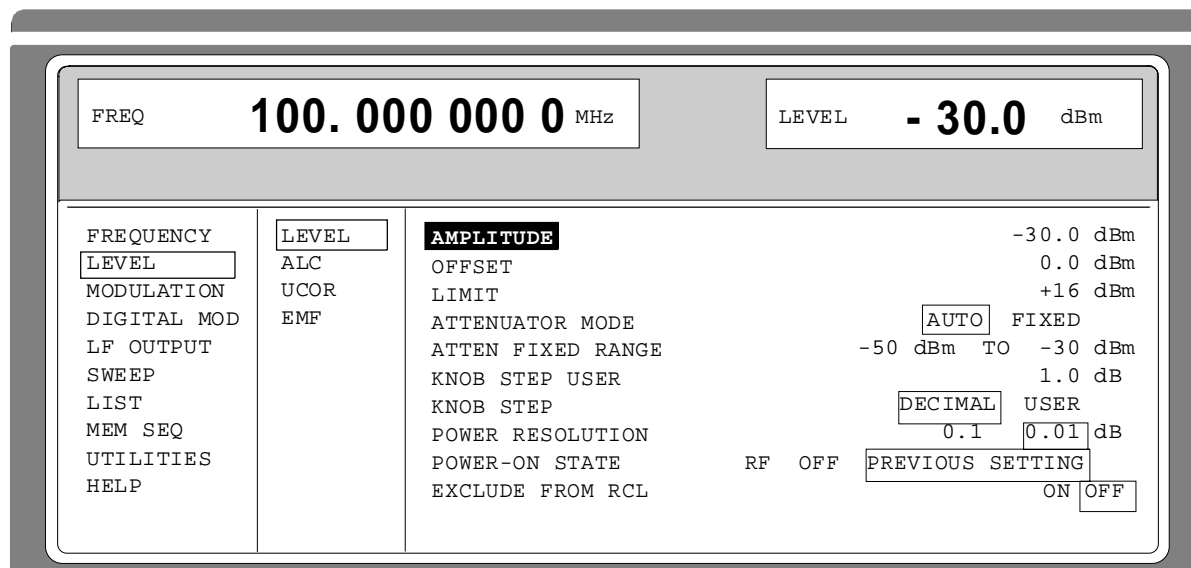 FREQ 100. 000 000 0 MHz LEVEL - 30.0 dBm
FREQUENCY LEVEL AMPLITUDE -30.0 dBm
LEVEL ALC OFFSET 0.0 dBm
MODULATION UCOR LIMIT +16 dBm
DIGITAL MOD EMF ATTENUATOR MODE AUTO FIXED
LF OUTPUT ATTEN FIXED RANGE -50 dBm TO -30 dBm
SWEEP KNOB STEP USER 1.0 dB
LIST KNOB STEP DECIMAL USER
MEM SEQ POWER RESOLUTION 0.1 0.01 dB
UTILITIES POWER-ON STATE RF OFF PREVIOUS SETTING
HELP EXCLUDE FROM RCL ON OFF